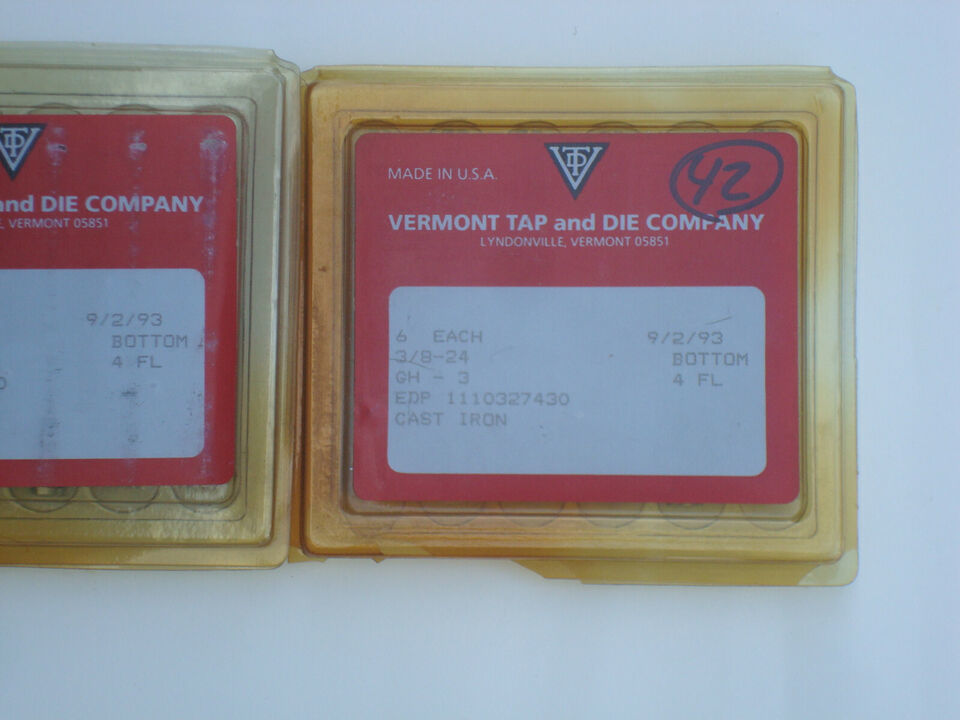 and DIE COMPANY
VERMONT 05851
9/2/93
BOTTOM
4 FL
MADE IN U.S.A.
VTD
42
VERMONT TAP and DIE COMPANY
LYNDONVILLE, VERMONT 05851
6 EACH 9/2/93
3/8-24 BOTTOM
GH - 3 4 FL
EDP 1110327430
CAST IRON